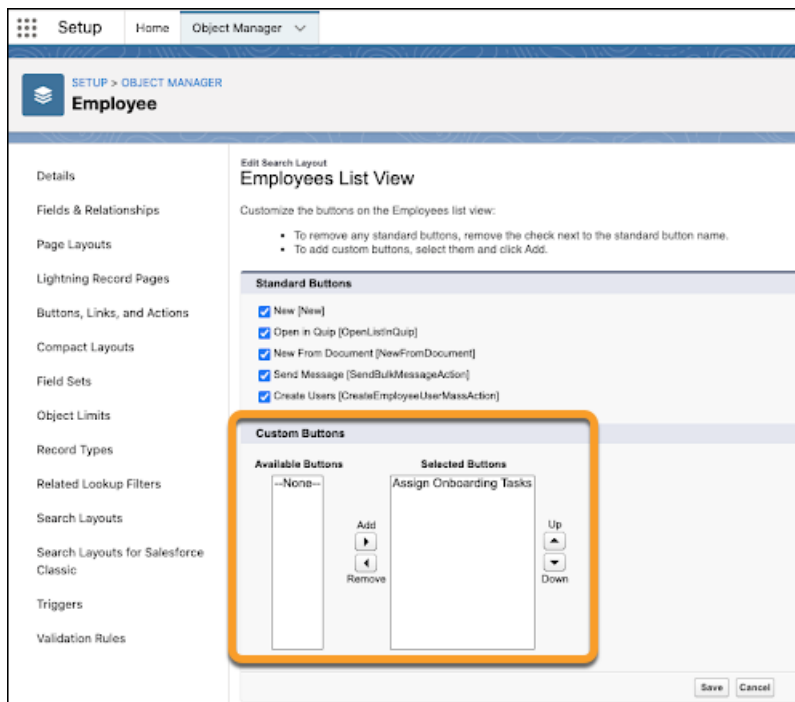 Setup
Home
Object Manager
SETUP > OBJECT MANAGER
Employee
Details
Fields & Relationships
Page Layouts
Lightning Record Pages
Buttons, Links, and Actions
Compact Layouts
Field Sets
Object Limits
Record Types
Related Lookup Filters
Search Layouts
Search Layouts for Salesforce
Classic
Triggers
Validation Rules
Edit Search Layout
Employees List View
Customize the buttons on the Employees list view:
• To remove any standard buttons, remove the check next to the standard button name.
• To add custom buttons, select them and click Add.
Standard Buttons
New [New]
Open in Quip [OpenListInQuip]
New From Document [NewFromDocument]
Send Message [SendBulkMessageAction]
Create Users [CreateEmployeeUserMassAction]
Custom Buttons
Available Buttons
--None--
Add
Remove
Selected Buttons
Assign Onboarding Tasks
Up
Down
Save
Cancel